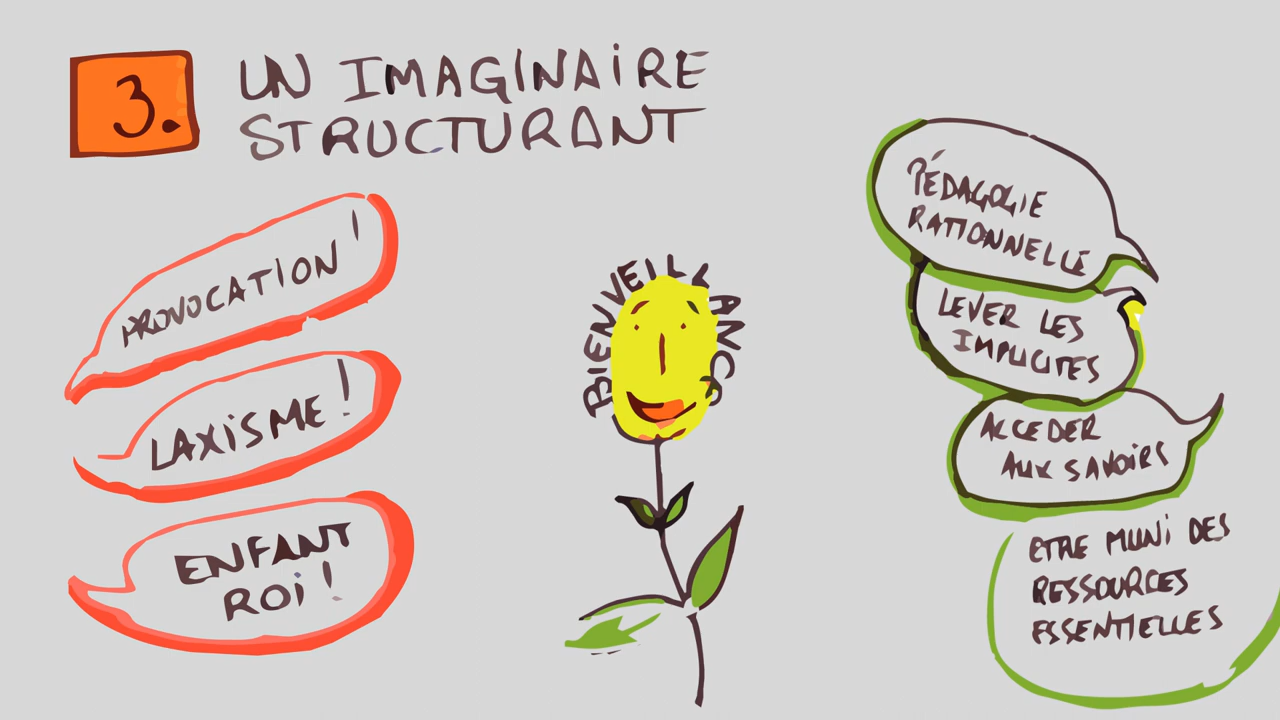 3.
UN IMAGINAIRE
STRUCTURANT
PROVOCATION !
LAXISME !
ENFANT
ROI !
BIENVEILLANCE
PÉDAGOGIE
RATIONNELLE
LEVER LES
IMPLICITES
ACCEDER
AUX SAVOIRS
ETRE MUNI DES
RESSOURCES
ESSENTIELLES